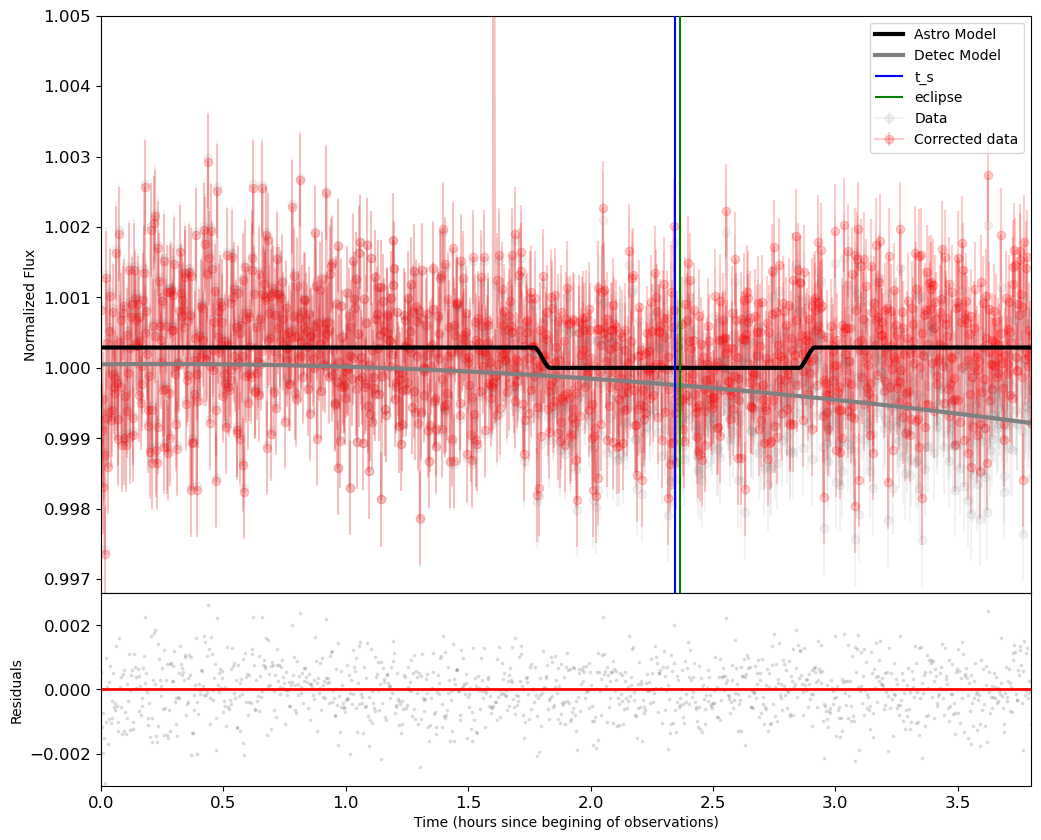 1.005
1.004
1.003
1.002
1.001
1.000
0.999
0.998
0.997
Normalized Flux
Astro Model
Detec Model
t_s
eclipse
Data
Corrected data
0.002
0.000
−0.002
Residuals
0.0 0.5 1.0 1.5 2.0 2.5 3.0 3.5
Time (hours since begining of observations)